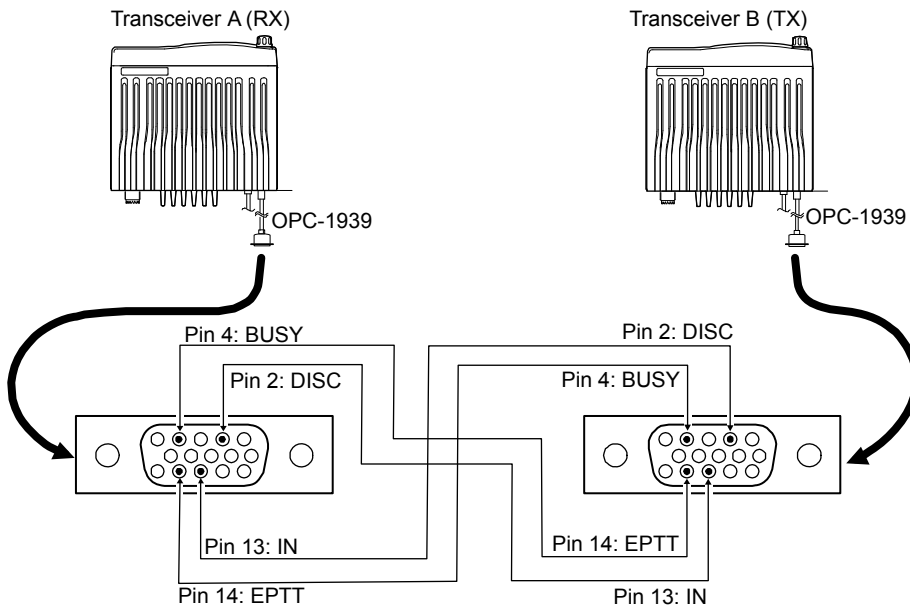 Transceiver A (RX)
Transceiver B (TX)
OPC-1939
OPC-1939
Pin 4: BUSY
Pin 2: DISC
Pin 2: DISC
Pin 4: BUSY
Pin 13: IN
Pin 14: EPTT
Pin 14: EPTT
Pin 13: IN